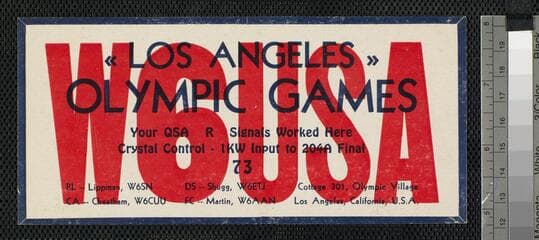 W6USA
« LOS ANGELES »
OLYMPIC GAMES
Your QSA R Signals Worked Here
Crystal Control - 1KW Input to 204A Final
73
RL -- Lippman, W6SN DS -- Shugg, W6ETJ Cottage 301, Olympic Village
CA -- Cheatham, W6CUU FC -- Martin, W6AAN Los Angeles, California, U.S.A.